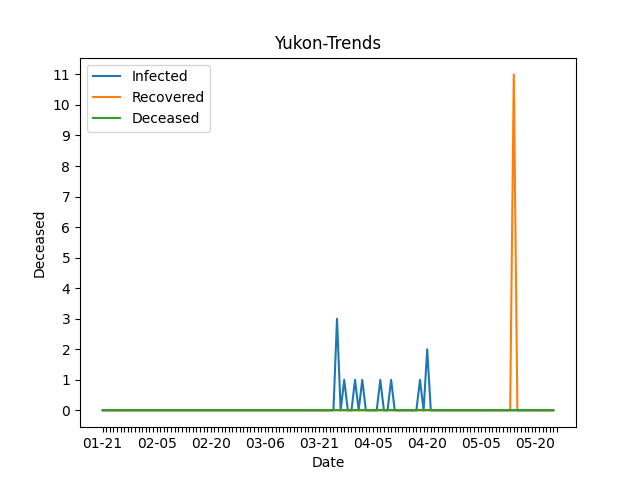 Yukon-Trends
Infected
Recovered
Deceased
11
10
9
8
7
6
5
4
3
2
1
0
Deceased
01-21 02-05 02-20 03-06 03-21 04-05 04-20 05-05 05-20
Date